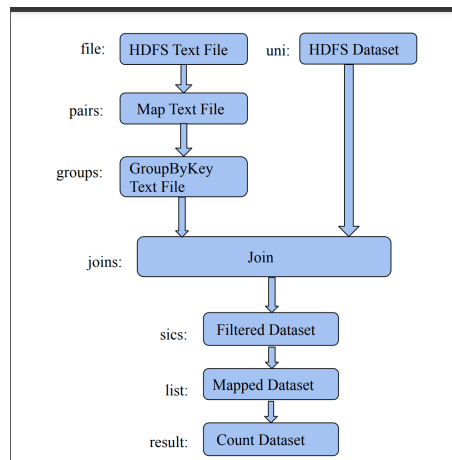 file: HDFS Text File uni: HDFS Dataset
pairs: Map Text File
groups: GroupByKey
Text File
joins: Join
sics: Filtered Dataset
list: Mapped Dataset
result: Count Dataset